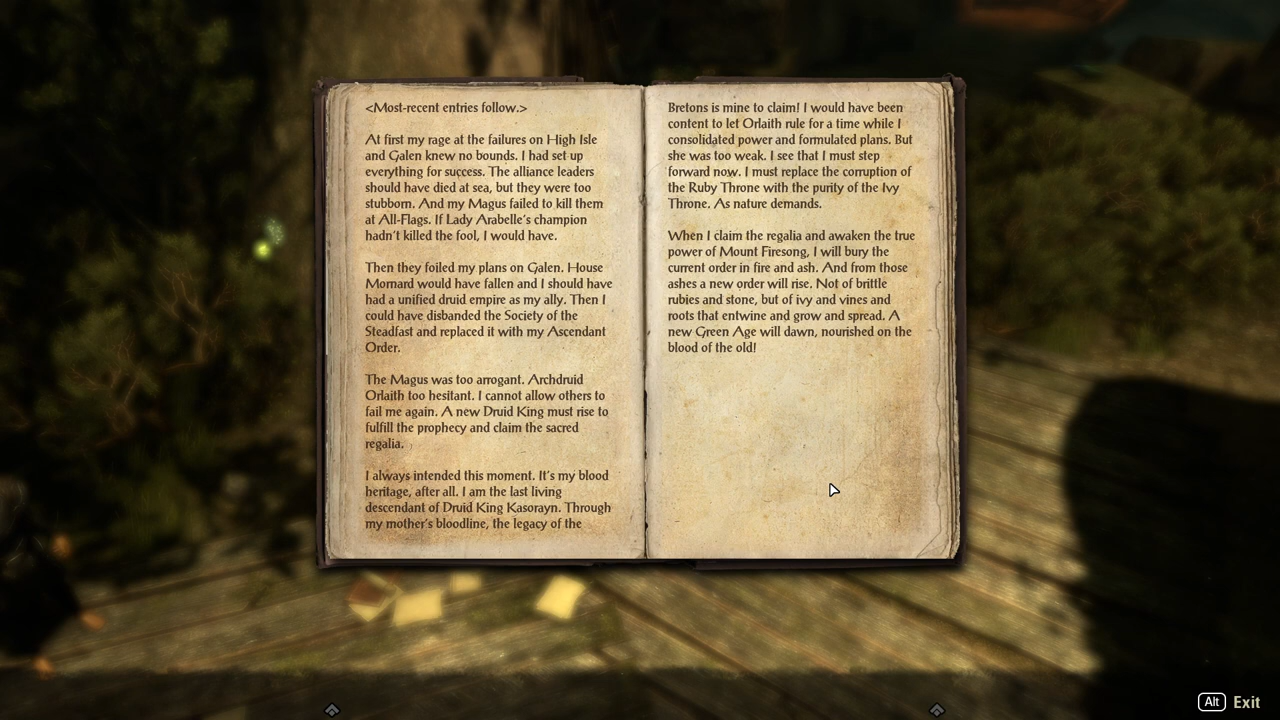 <Most-recent entries follow.>
At first my rage at the failures on High Isle
and Galen knew no bounds. I had set up
everything for success. The alliance leaders
should have died at sea, but they were too
stubborn. And my Magus failed to kill them
at All-Flags. If Lady Arabelle's champion
hadn't killed the fool, I would have.
Then they foiled my plans on Galen. House
Mornard would have fallen and I should have
had a unified druid empire as my ally. Then I
could have disbanded the Society of the
Steadfast and replaced it with my Ascendant
Order.
The Magus was too arrogant. Archdruid
Orlaith too hesitant. I cannot allow others to
fail me again. A new Druid King must rise to
fulfill the prophecy and claim the sacred
regalia.
I always intended this moment. It's my blood
heritage, after all. I am the last living
descendant of Druid King Kasorayn. Through
my mother's bloodline, the legacy of the
Bretons is mine to claim! I would have been
content to let Orlaith rule for a time while I
consolidated power and formulated plans. But
she was too weak. I see that I must step
forward now. I must replace the corruption of
the Ruby Throne with the purity of the Ivy
Throne. As nature demands.
When I claim the regalia and awaken the true
power of Mount Firesong, I will bury the
current order in fire and ash. And from those
ashes a new order will rise. Not of brittle
rubies and stone, but of ivy and vines and
roots that entwine and grow and spread. A
new Green Age will dawn, nourished on the
blood of the old!
Alt Exit